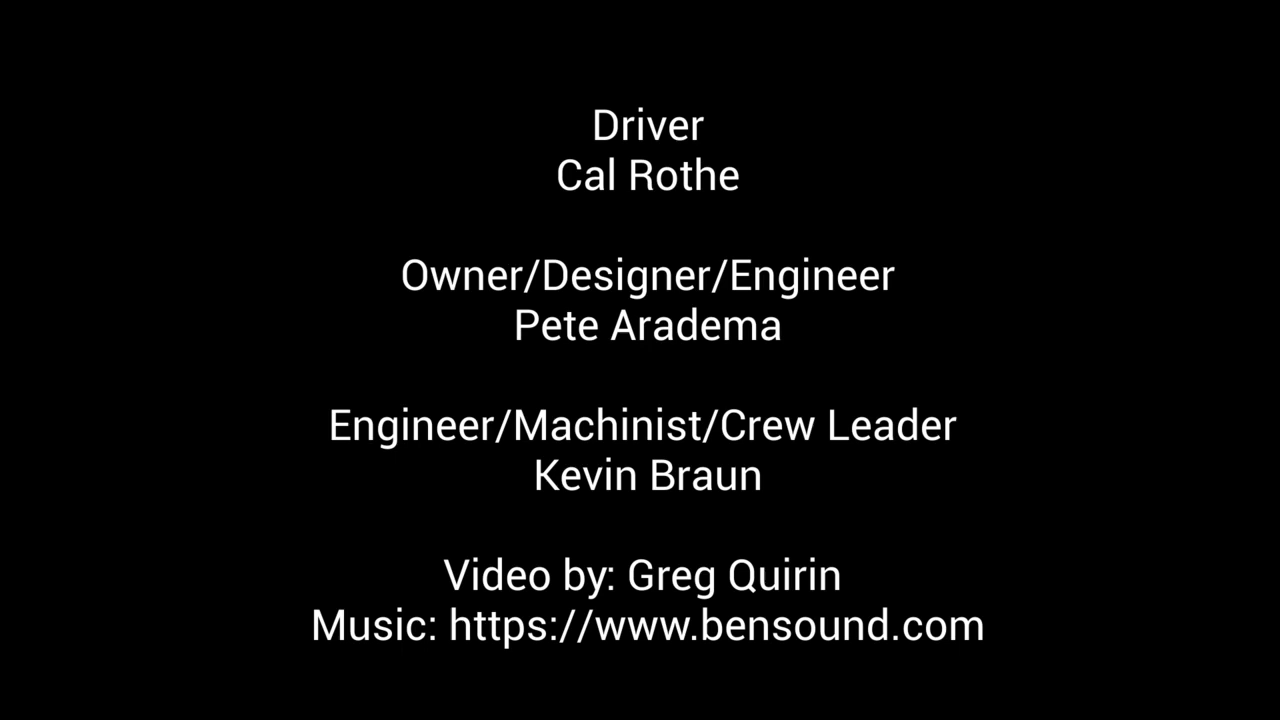 Driver
Cal Rothe
Owner/Designer/Engineer
Pete Aradema
Engineer/Machinist/Crew Leader
Kevin Braun
Video by: Greg Quirin
Music: https://www.bensound.com